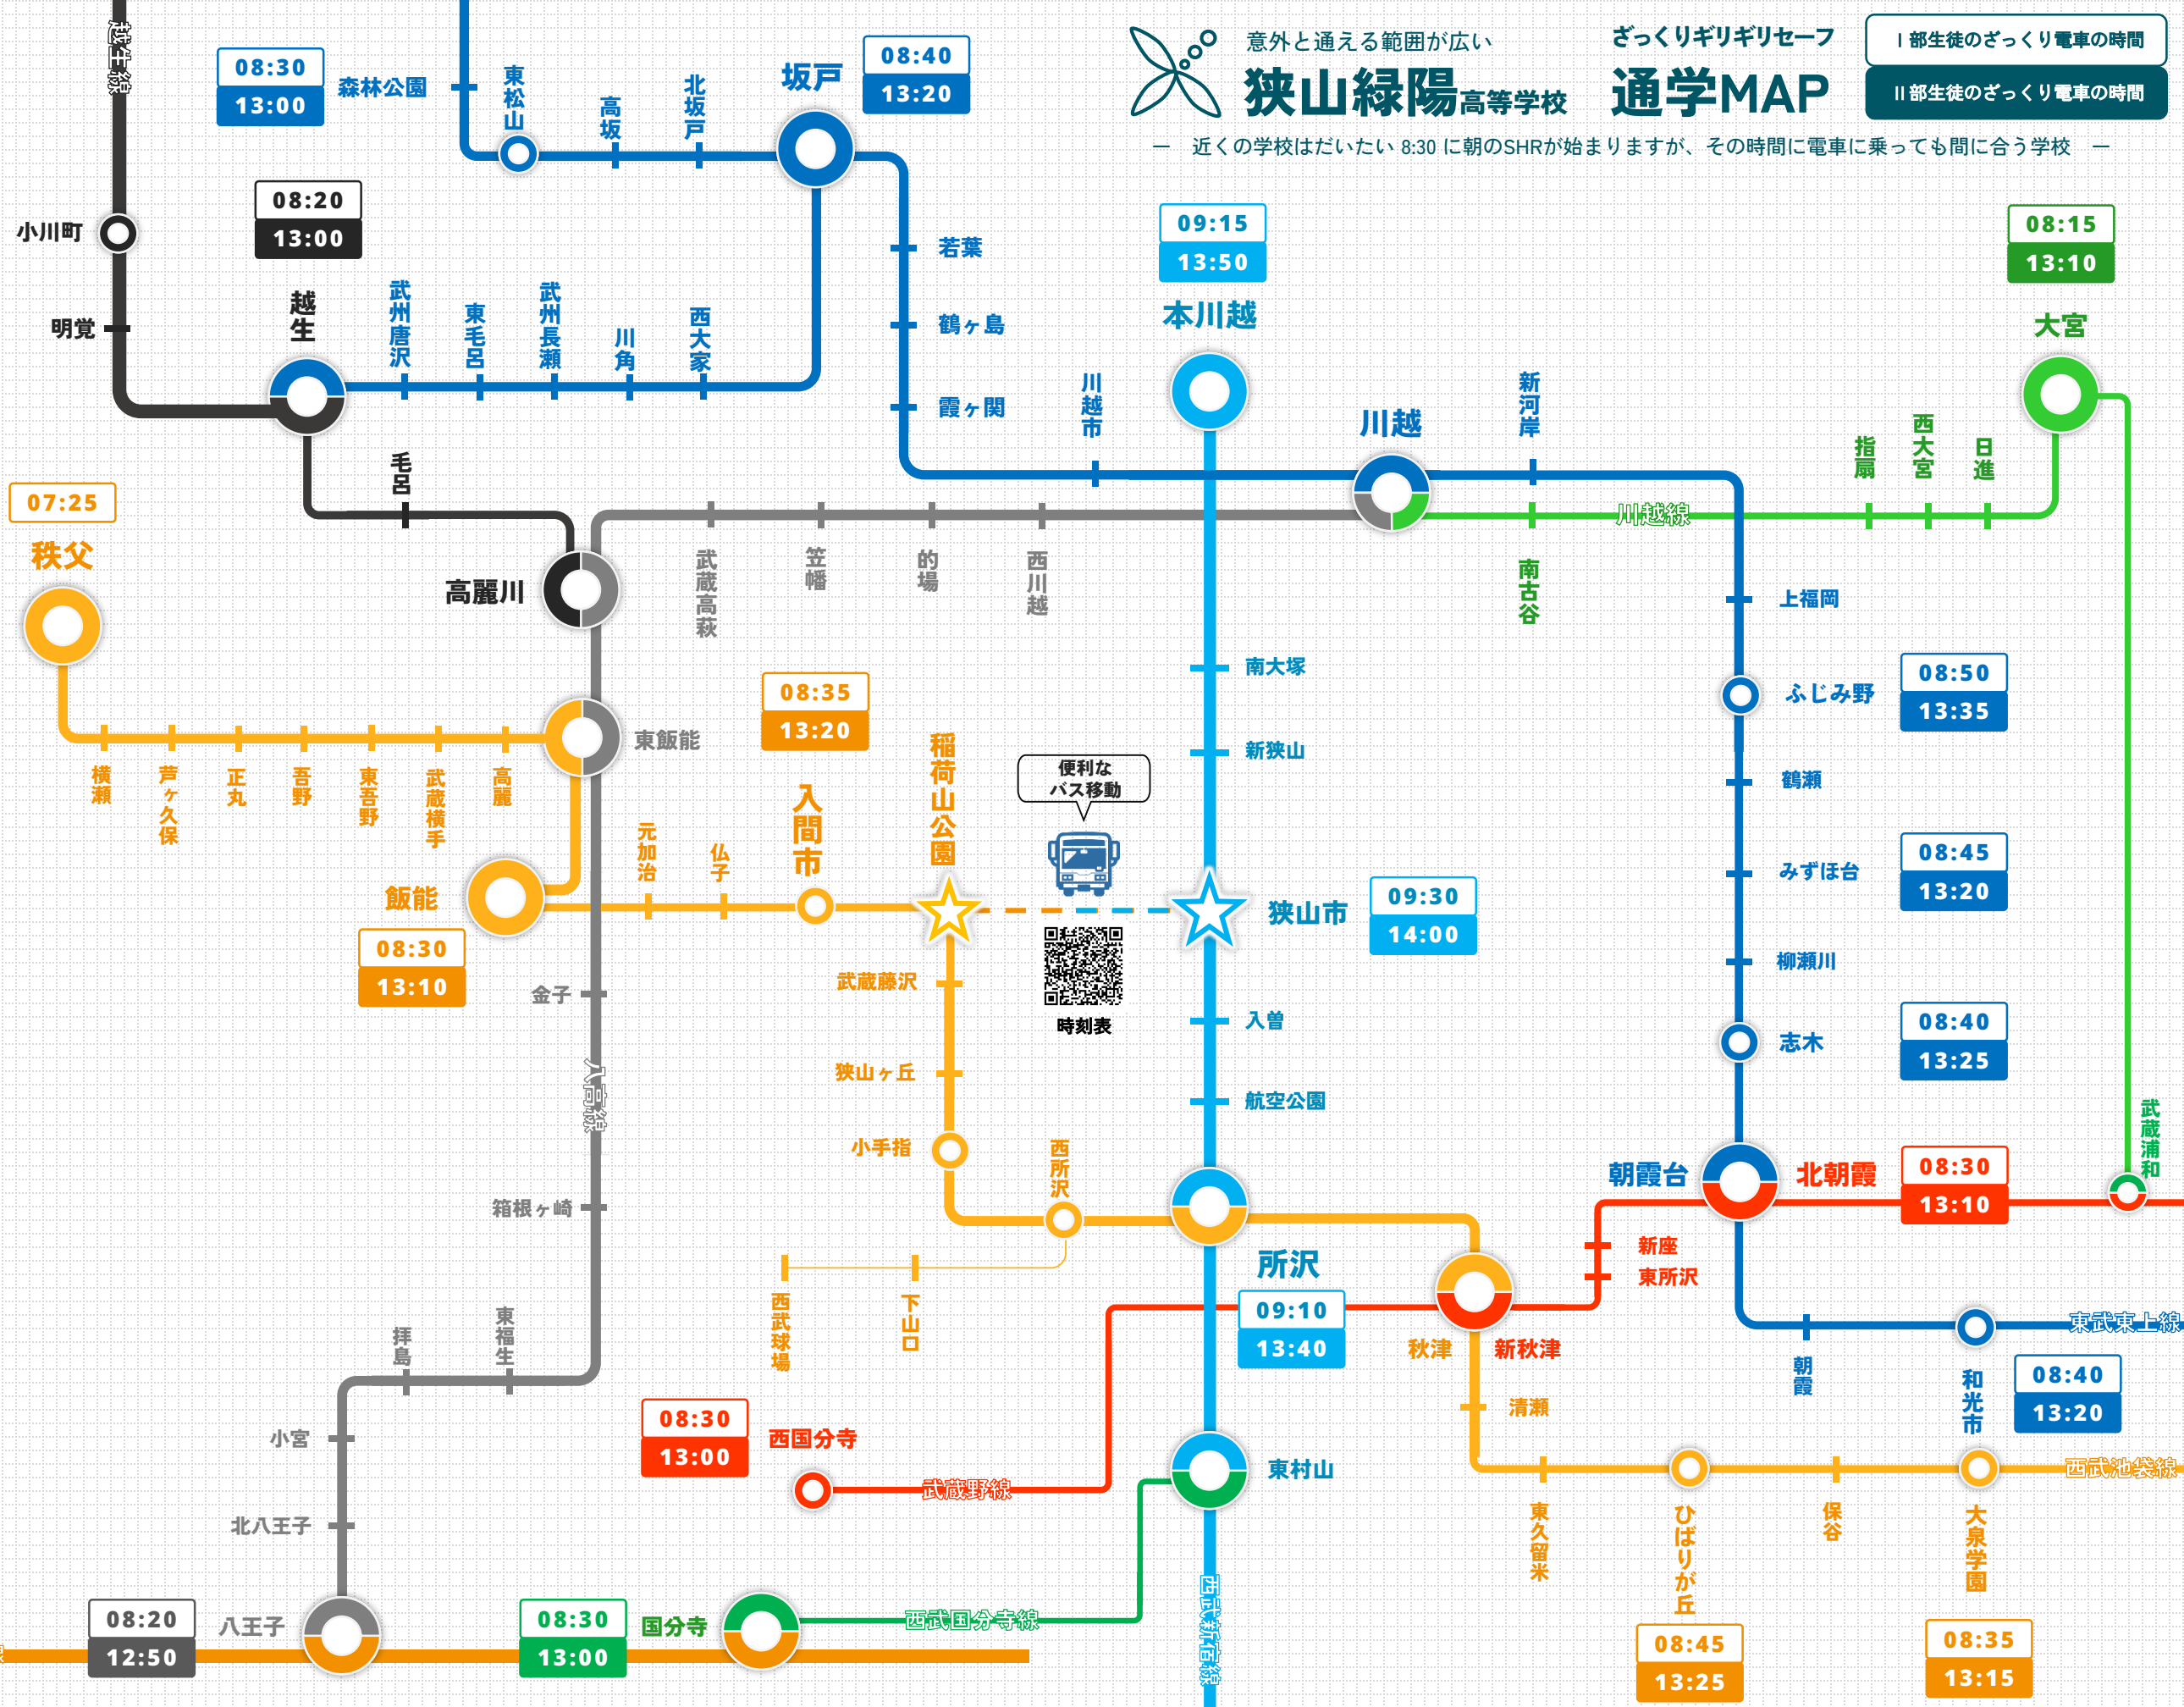 意外と通える範囲が広い
狭山緑陽高等学校
ざっくりギリギリセーフ
通学MAP
Ⅰ部生徒のざっくり電車の時間
Ⅱ部生徒のざっくり電車の時間
― 近くの学校はだいたい 8:30 に朝のSHRが始まりますが、その時間に電車に乗っても間に合う学校 ―
越生線
08:30
13:00
森林公園
東松山
高坂
北坂戸
坂戸
08:40
13:20
小川町
明覚
08:20
13:00
越生
武州唐沢
東毛呂
武州長瀬
川角
西大家
若葉
鶴ヶ島
霞ヶ関
川越市
09:15
13:50
本川越
川越
新河岸
08:15
13:10
大宮
指扇
西大宮
日進
川越線
南古谷
毛呂
07:25
秩父
高麗川
武蔵高萩
笠幡
的場
西川越
上福岡
南大塚
新狭山
ふじみ野
08:50
13:35
鶴瀬
みずほ台
08:45
13:20
柳瀬川
志木
08:40
13:25
横瀬
芦ヶ久保
正丸
吾野
東吾野
武蔵横手
高麗
東飯能
08:35
13:20
入間市
稲荷山公園
便利な
バス移動
元加治
仏子
飯能
08:30
13:10
狭山市
09:30
14:00
時刻表
金子
武蔵藤沢
入曽
狭山ヶ丘
航空公園
八高線
小手指
西所沢
箱根ヶ崎
朝霞台
北朝霞
08:30
13:10
武蔵浦和
新座
東所沢
所沢
09:10
13:40
西武球場
下山口
秋津
新秋津
清瀬
東武東上線
朝霞
和光市
08:40
13:20
拝島
東福生
小宮
08:30
13:00
西国分寺
武蔵野線
東村山
西武池袋線
東久留米
ひばりが丘
保谷
大泉学園
北八王子
08:20
12:50
八王子
08:30
13:00
国分寺
西武国分寺線
西武新宿線
08:45
13:25
08:35
13:15